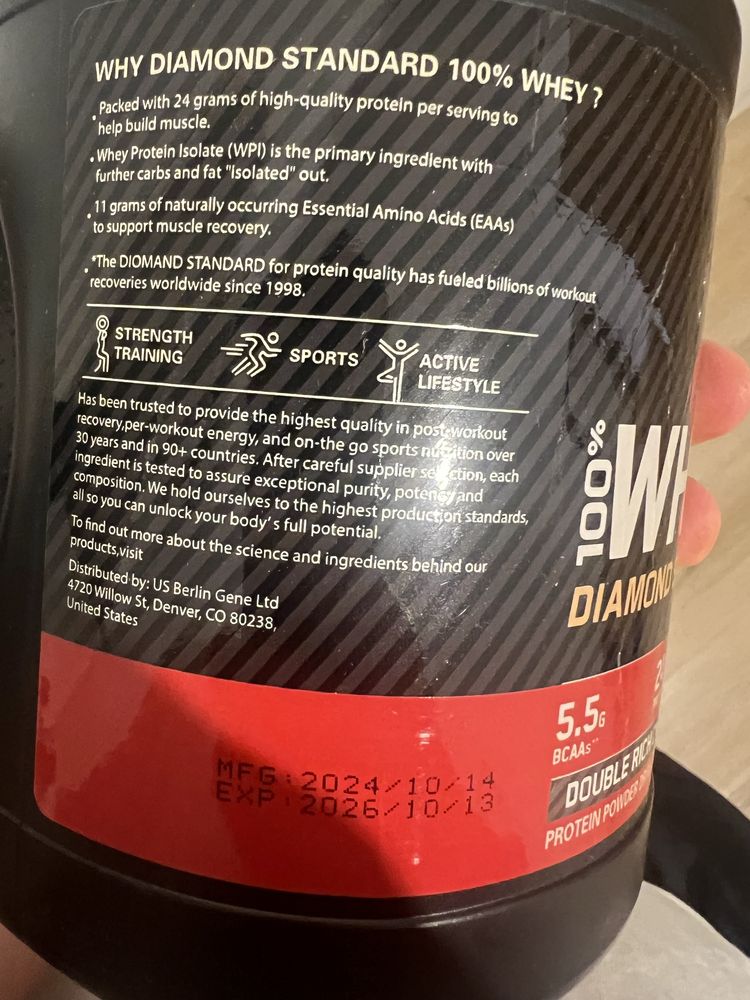 WHY DIAMOND STANDARD 100% WHEY ?
• Packed with 24 grams of high-quality protein per serving to
help build muscle.
• Whey Protein Isolate (WPI) is the primary ingredient with
further carbs and fat "isolated" out.
• 11 grams of naturally occurring Essential Amino Acids (EAAs)
to support muscle recovery.
• *The DIOMAND STANDARD for protein quality has fueled billions of workout
recoveries worldwide since 1998.
STRENGTH
TRAINING
SPORTS
ACTIVE
LIFESTYLE
Has been trusted to provide the highest quality in post-workout
recovery,per-workout energy, and on-the go sports nutrition over
30 years and in 90+ countries. After careful supplier selection, each
ingredient is tested to assure exceptional purity, potency and
composition. We hold ourselves to the highest production standards,
all so you can unlock your body's full potential.
To find out more about the science and ingredients behind our
products,visit
Distributed by: US Berlin Gene Ltd
4720 Willow St, Denver, CO 80238,
United States
MFG:2024/10/14
EXP:2026/10/13
100%
WH
DIAMOND
5.5G
BCAAs**
2
DOUBLE RICH
PROTEIN POWDER